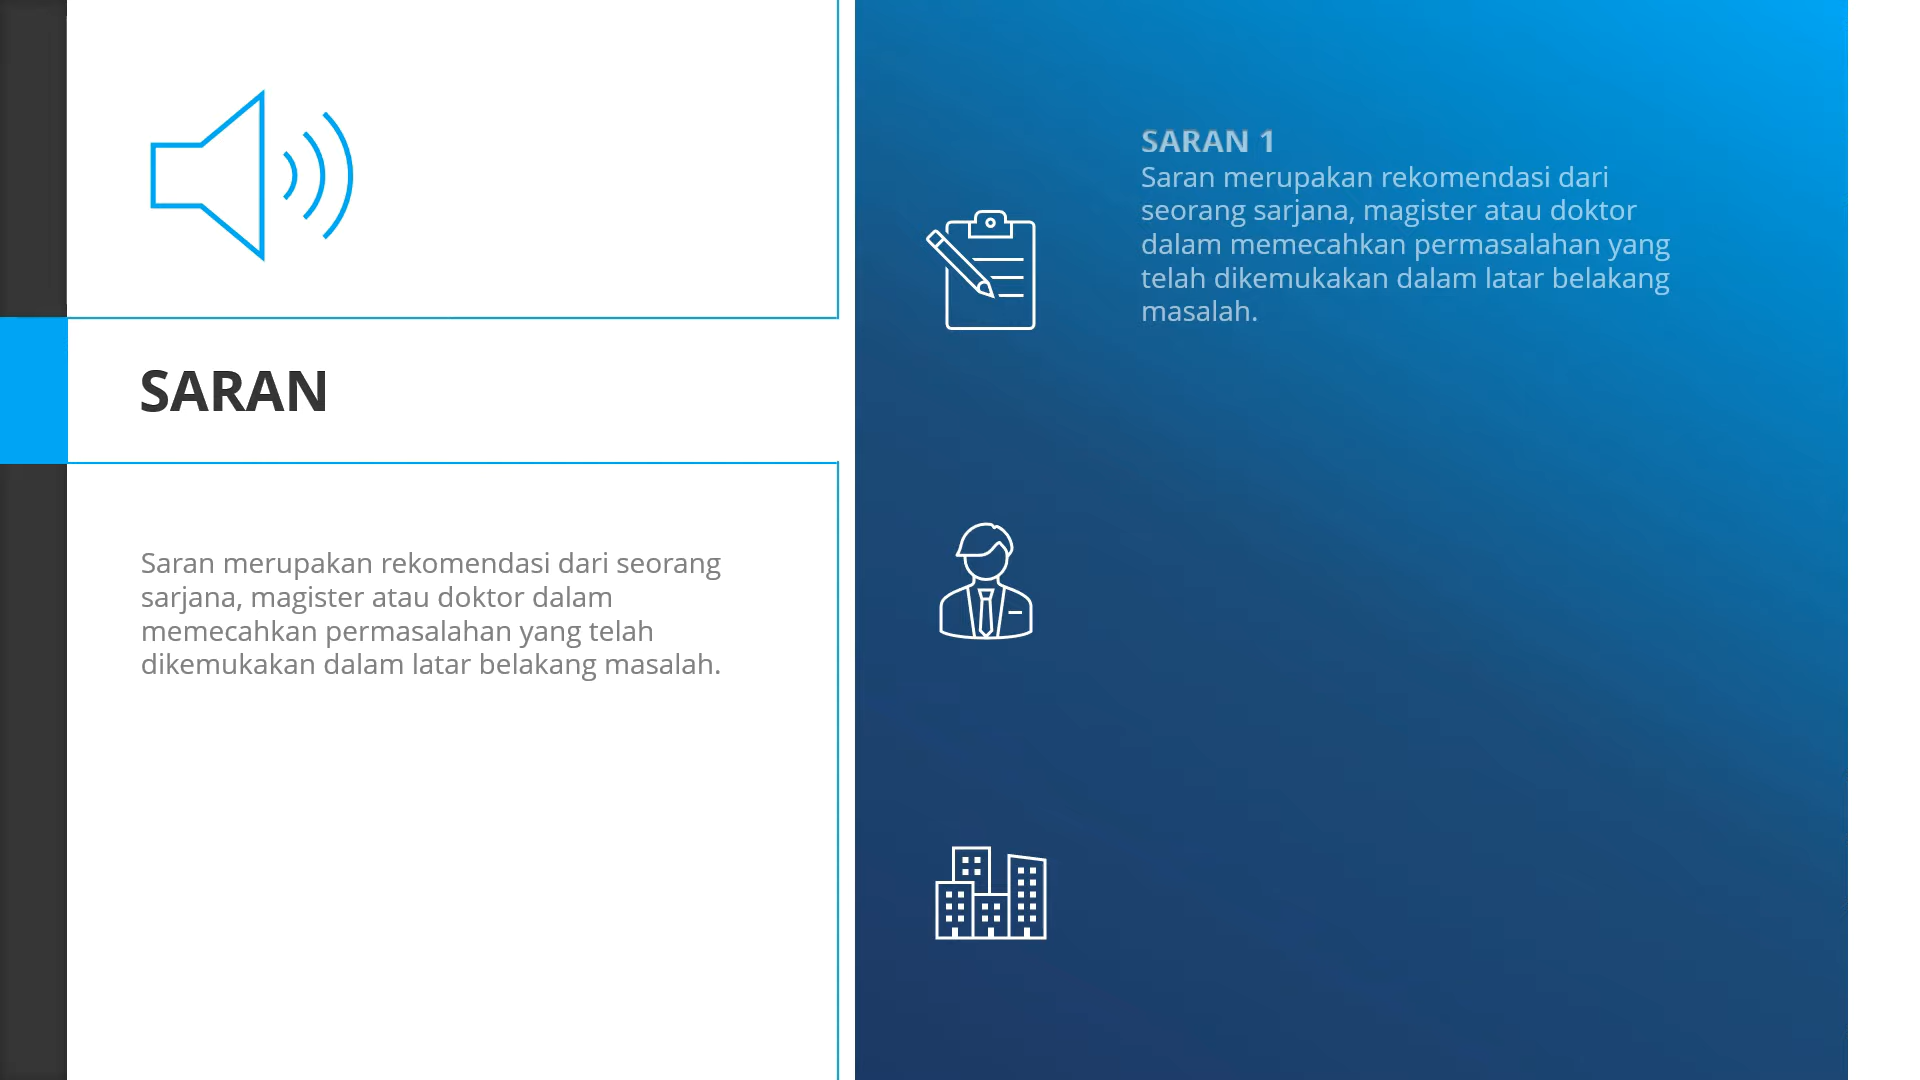 SARAN
Saran merupakan rekomendasi dari seorang
sarjana, magister atau doktor dalam
memecahkan permasalahan yang telah
dikemukakan dalam latar belakang masalah.
SARAN 1
Saran merupakan rekomendasi dari
seorang sarjana, magister atau doktor
dalam memecahkan permasalahan yang
telah dikemukakan dalam latar belakang
masalah.